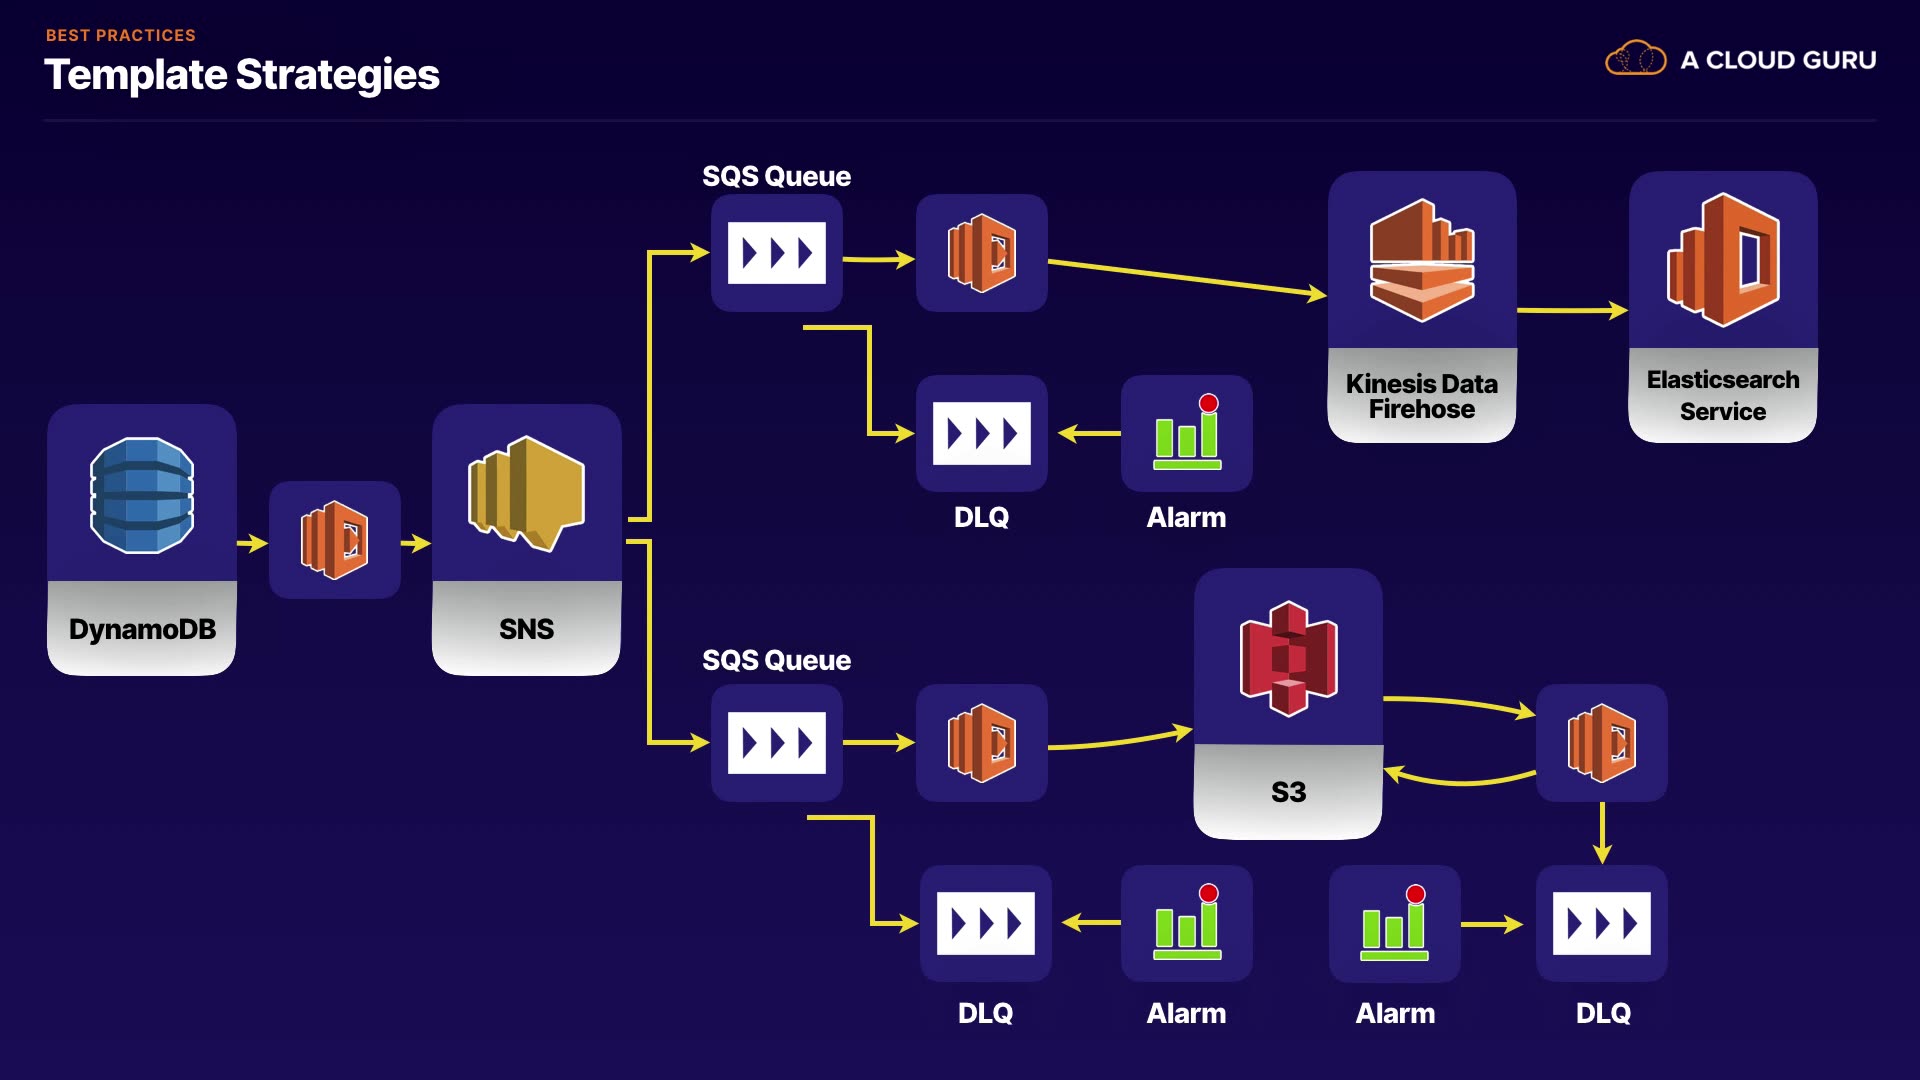 BEST PRACTICES
Template Strategies
A CLOUD GURU
SQS Queue
Kinesis Data
Firehose
Elasticsearch
Service
DLQ
Alarm
DynamoDB
SNS
SQS Queue
S3
DLQ
Alarm
Alarm
DLQ